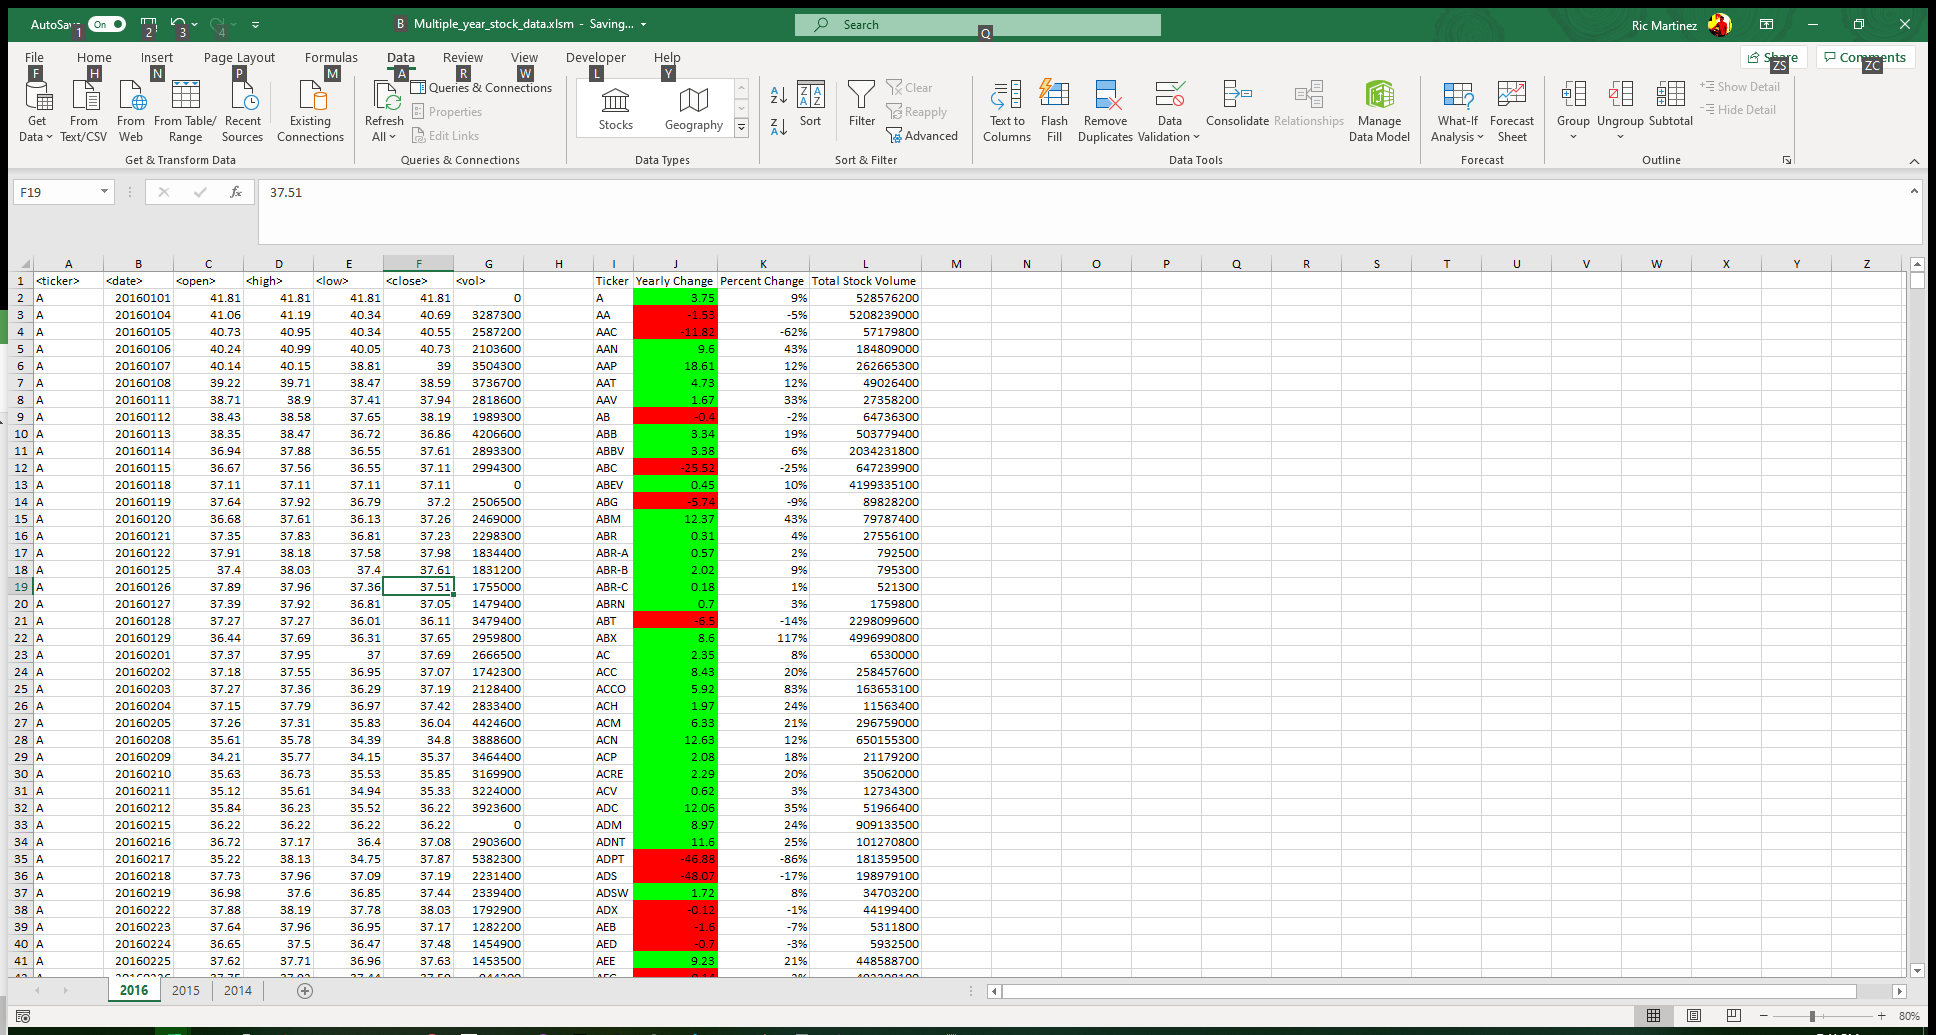 AutoSave On 1 2 3 4 B Multiple_year_stock_data.xlsm - Saving... Search Q Ric Martinez
File Home Insert Page Layout Formulas Data Review View Developer Help Share Comments
F H N P M A R W L Y ZS ZC
Get Data From Text/CSV From Web From Table/Range Recent Sources Existing Connections
Get & Transform Data
Refresh All Queries & Connections Properties Edit Links
Queries & Connections
Stocks Geography
Data Types
Sort Filter Clear Reapply Advanced
Sort & Filter
Text to Columns Flash Fill Remove Duplicates Data Validation Consolidate Relationships Manage Data Model
Data Tools
What-If Analysis Forecast Sheet
Forecast
Group Ungroup Subtotal Show Detail Hide Detail
Outline
F19 fx 37.51
A B C D E F G H I J K L M N O P Q R S T U V W X Y Z
1 <ticker> <date> <open> <high> <low> <close> <vol> Ticker Yearly Change Percent Change Total Stock Volume
2 A 20160101 41.81 41.81 41.81 41.81 0 A 3.75 9% 528576200
3 A 20160104 41.06 41.19 40.34 40.69 3287300 AA -1.53 -5% 5208239000
4 A 20160105 40.73 40.95 40.34 40.55 2587200 AAC -11.82 -62% 57179800
5 A 20160106 40.24 40.99 40.05 40.73 2103600 AAN 9.6 43% 184809000
6 A 20160107 40.14 40.15 38.81 39 3504300 AAP 18.61 12% 262665300
7 A 20160108 39.22 39.71 38.47 38.59 3736700 AAT 4.73 12% 49026400
8 A 20160111 38.71 38.9 37.41 37.94 2818600 AAV 1.67 33% 27358200
9 A 20160112 38.43 38.58 37.65 38.19 1989300 AB -0.4 -2% 64736300
10 A 20160113 38.35 38.47 36.72 36.86 4206600 ABB 3.34 19% 503779400
11 A 20160114 36.94 37.88 36.55 37.61 2893300 ABBV 3.38 6% 2034231800
12 A 20160115 36.67 37.56 36.55 37.11 2994300 ABC -25.52 -25% 647239900
13 A 20160118 37.11 37.11 37.11 37.11 0 ABEV 0.45 10% 4199335100
14 A 20160119 37.64 37.92 36.79 37.2 2506500 ABG -5.74 -9% 89828200
15 A 20160120 36.68 37.61 36.13 37.26 2469000 ABM 12.37 43% 79787400
16 A 20160121 37.35 37.83 36.81 37.23 2298300 ABR 0.31 4% 27556100
17 A 20160122 37.91 38.18 37.58 37.98 1834400 ABR-A 0.57 2% 792500
18 A 20160125 37.4 38.03 37.4 37.61 1831200 ABR-B 2.02 9% 795300
19 A 20160126 37.89 37.96 37.36 37.51 1755000 ABR-C 0.18 1% 521300
20 A 20160127 37.39 37.92 36.81 37.05 1479400 ABRN 0.7 3% 1759800
21 A 20160128 37.27 37.27 36.01 36.11 3479400 ABT -6.5 -14% 2298099600
22 A 20160129 36.44 37.69 36.31 37.65 2959800 ABX 8.6 117% 4996990800
23 A 20160201 37.37 37.95 37 37.69 2666500 AC 2.35 8% 6530000
24 A 20160202 37.18 37.55 36.95 37.07 1742300 ACC 8.43 20% 258457600
25 A 20160203 37.27 37.36 36.29 37.19 2128400 ACCO 5.92 83% 163653100
26 A 20160204 37.15 37.79 36.97 37.42 2833400 ACH 1.97 24% 11563400
27 A 20160205 37.26 37.31 35.83 36.04 4424600 ACM 6.33 21% 296759000
28 A 20160208 35.61 35.78 34.39 34.8 3888600 ACN 12.63 12% 650155300
29 A 20160209 34.21 35.77 34.15 35.37 3464400 ACP 2.08 18% 21179200
30 A 20160210 35.63 36.73 35.53 35.85 3169900 ACRE 2.29 20% 35062000
31 A 20160211 35.12 35.61 34.94 35.33 3224000 ACV 0.62 3% 12734300
32 A 20160212 35.84 36.23 35.52 36.22 3923600 ADC 12.06 35% 51966400
33 A 20160215 36.22 36.22 36.22 36.22 0 ADM 8.97 24% 909133500
34 A 20160216 36.72 37.17 36.4 37.08 2903600 ADNT 11.6 25% 101270800
35 A 20160217 35.22 38.13 34.75 37.87 5382300 ADPT -46.88 -86% 181359500
36 A 20160218 37.73 37.96 37.09 37.19 2231400 ADS -48.07 -17% 198979100
37 A 20160219 36.98 37.6 36.85 37.44 2339400 ADSW 1.72 8% 34703200
38 A 20160222 37.88 38.19 37.78 38.03 1792900 ADX -0.12 -1% 44199400
39 A 20160223 37.64 37.96 36.95 37.17 1282200 AEB -1.6 -7% 5311800
40 A 20160224 36.65 37.5 36.47 37.48 1454900 AED -0.7 -3% 5932500
41 A 20160225 37.62 37.71 36.96 37.63 1453500 AEE 9.23 21% 448588700
2016 2015 2014
80%